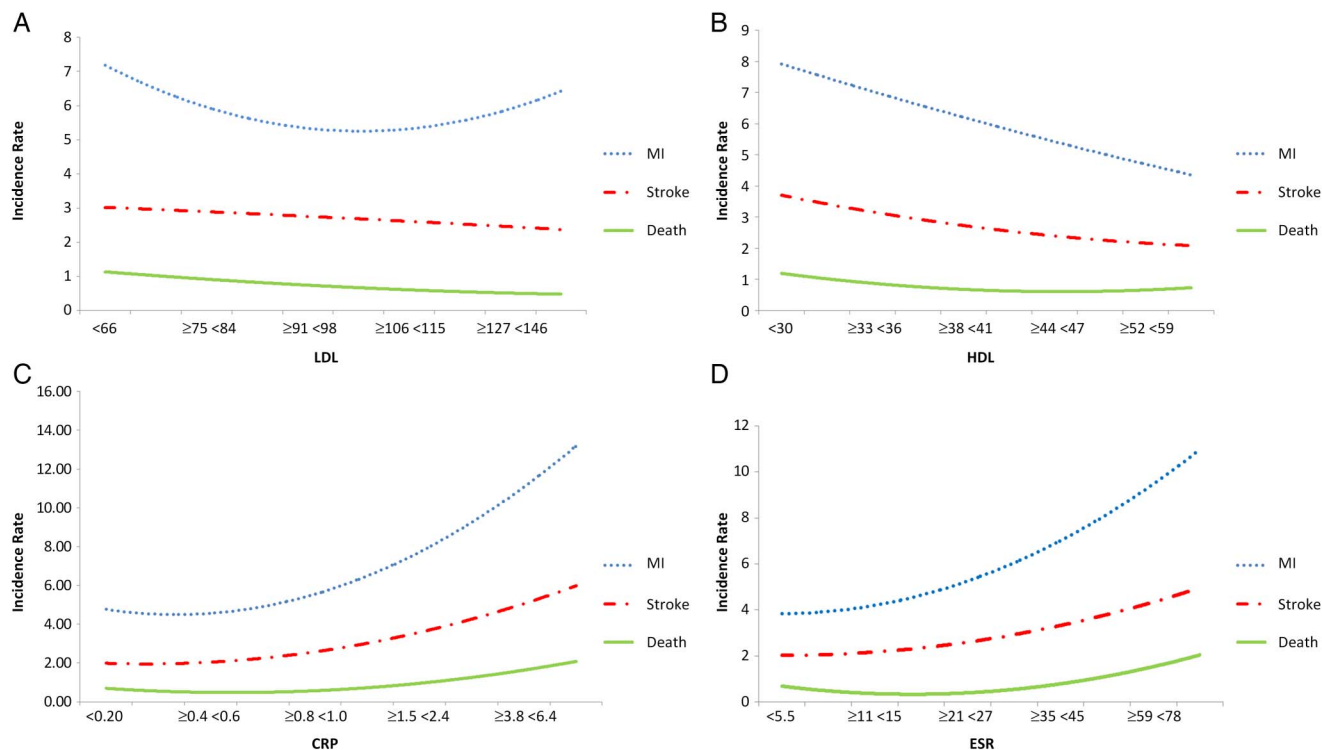 A
8
7
6
5
4
3
2
1
0
Incidence Rate
<66 ≥75 <84 ≥91 <98 ≥106 <115 ≥127 <146
LDL
MI
Stroke
Death
B
9
8
7
6
5
4
3
2
1
0
Incidence Rate
<30 ≥33 <36 ≥38 <41 ≥44 <47 ≥52 <59
HDL
MI
Stroke
Death
C
16.00
14.00
12.00
10.00
8.00
6.00
4.00
2.00
0.00
Incidence Rate
<0.20 ≥0.4 <0.6 ≥0.8 <1.0 ≥1.5 <2.4 ≥3.8 <6.4
CRP
MI
Stroke
Death
D
12
10
8
6
4
2
0
Incidence Rate
<5.5 ≥11 <15 ≥21 <27 ≥35 <45 ≥59 <78
ESR
MI
Stroke
Death